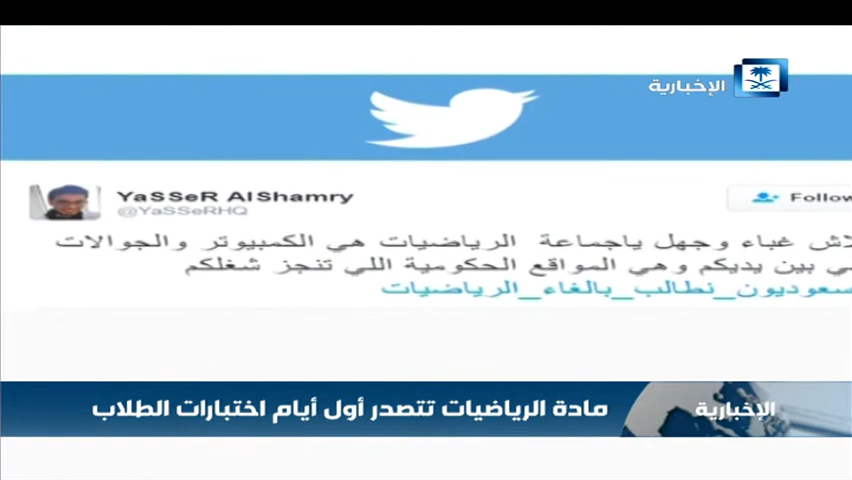 الإخبارية
YaSSeR AlShamry
@YaSSeRHQ
Follow
غباء وجهل ياجماعة الرياضيات هي الكمبيوتر والجوالات
بين يديكم وهي المواقع الحكومية اللي تنجز شغلكم
سعوديون_نطالب_بالغاء_الرياضيات
الإخبارية
مادة الرياضيات تتصدر أول أيام اختبارات الطلاب